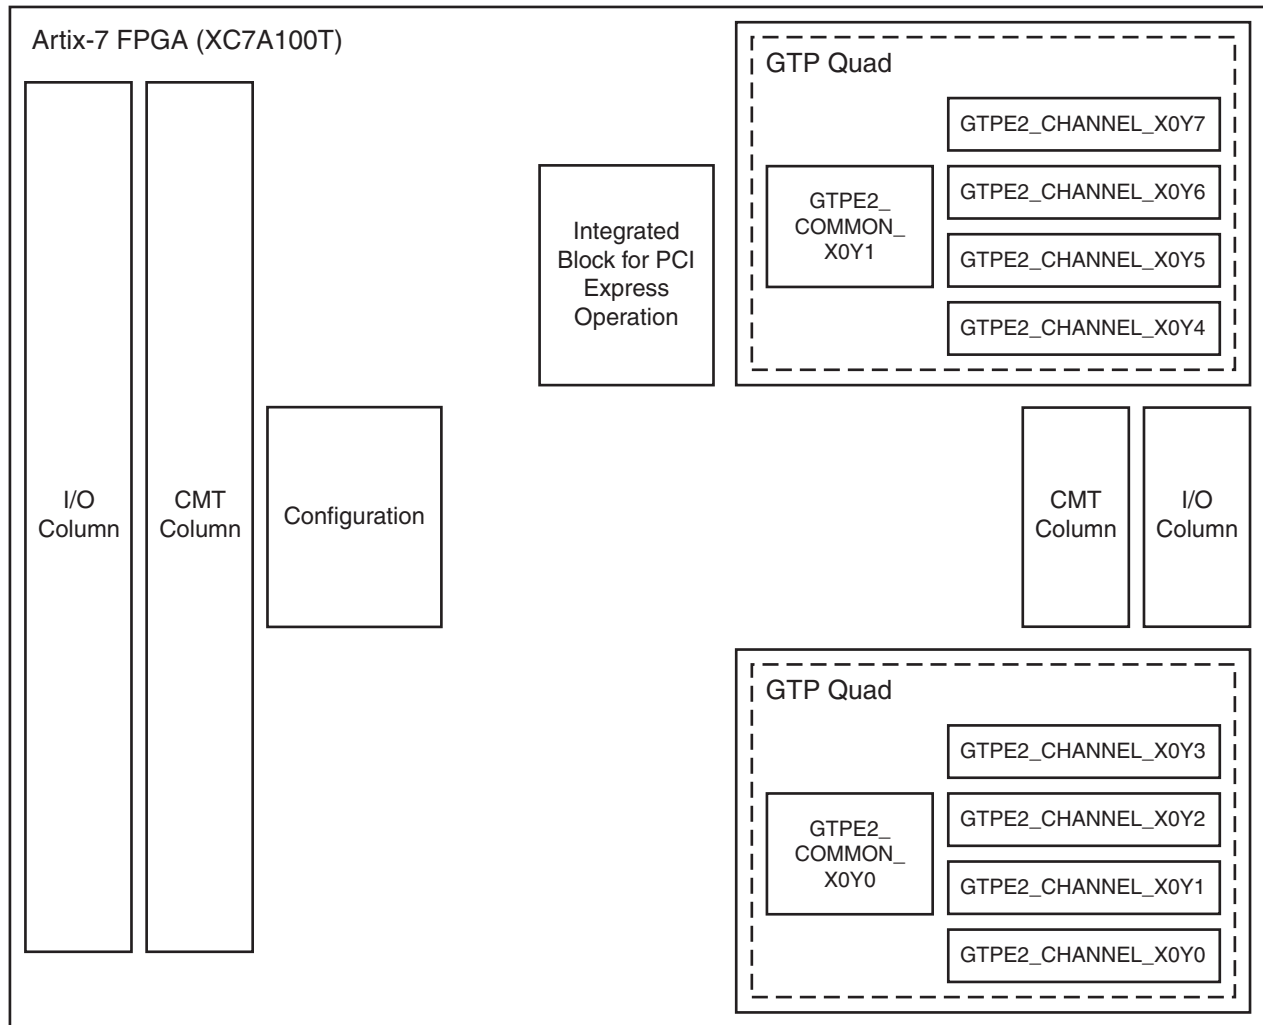 Artix-7 FPGA (XC7A100T)
I/O
Column
CMT
Column
Configuration
Integrated
Block for PCI
Express
Operation
GTP Quad
GTPE2_
COMMON_
X0Y1
GTPE2_CHANNEL_X0Y7
GTPE2_CHANNEL_X0Y6
GTPE2_CHANNEL_X0Y5
GTPE2_CHANNEL_X0Y4
CMT
Column
I/O
Column
GTP Quad
GTPE2_
COMMON_
X0Y0
GTPE2_CHANNEL_X0Y3
GTPE2_CHANNEL_X0Y2
GTPE2_CHANNEL_X0Y1
GTPE2_CHANNEL_X0Y0